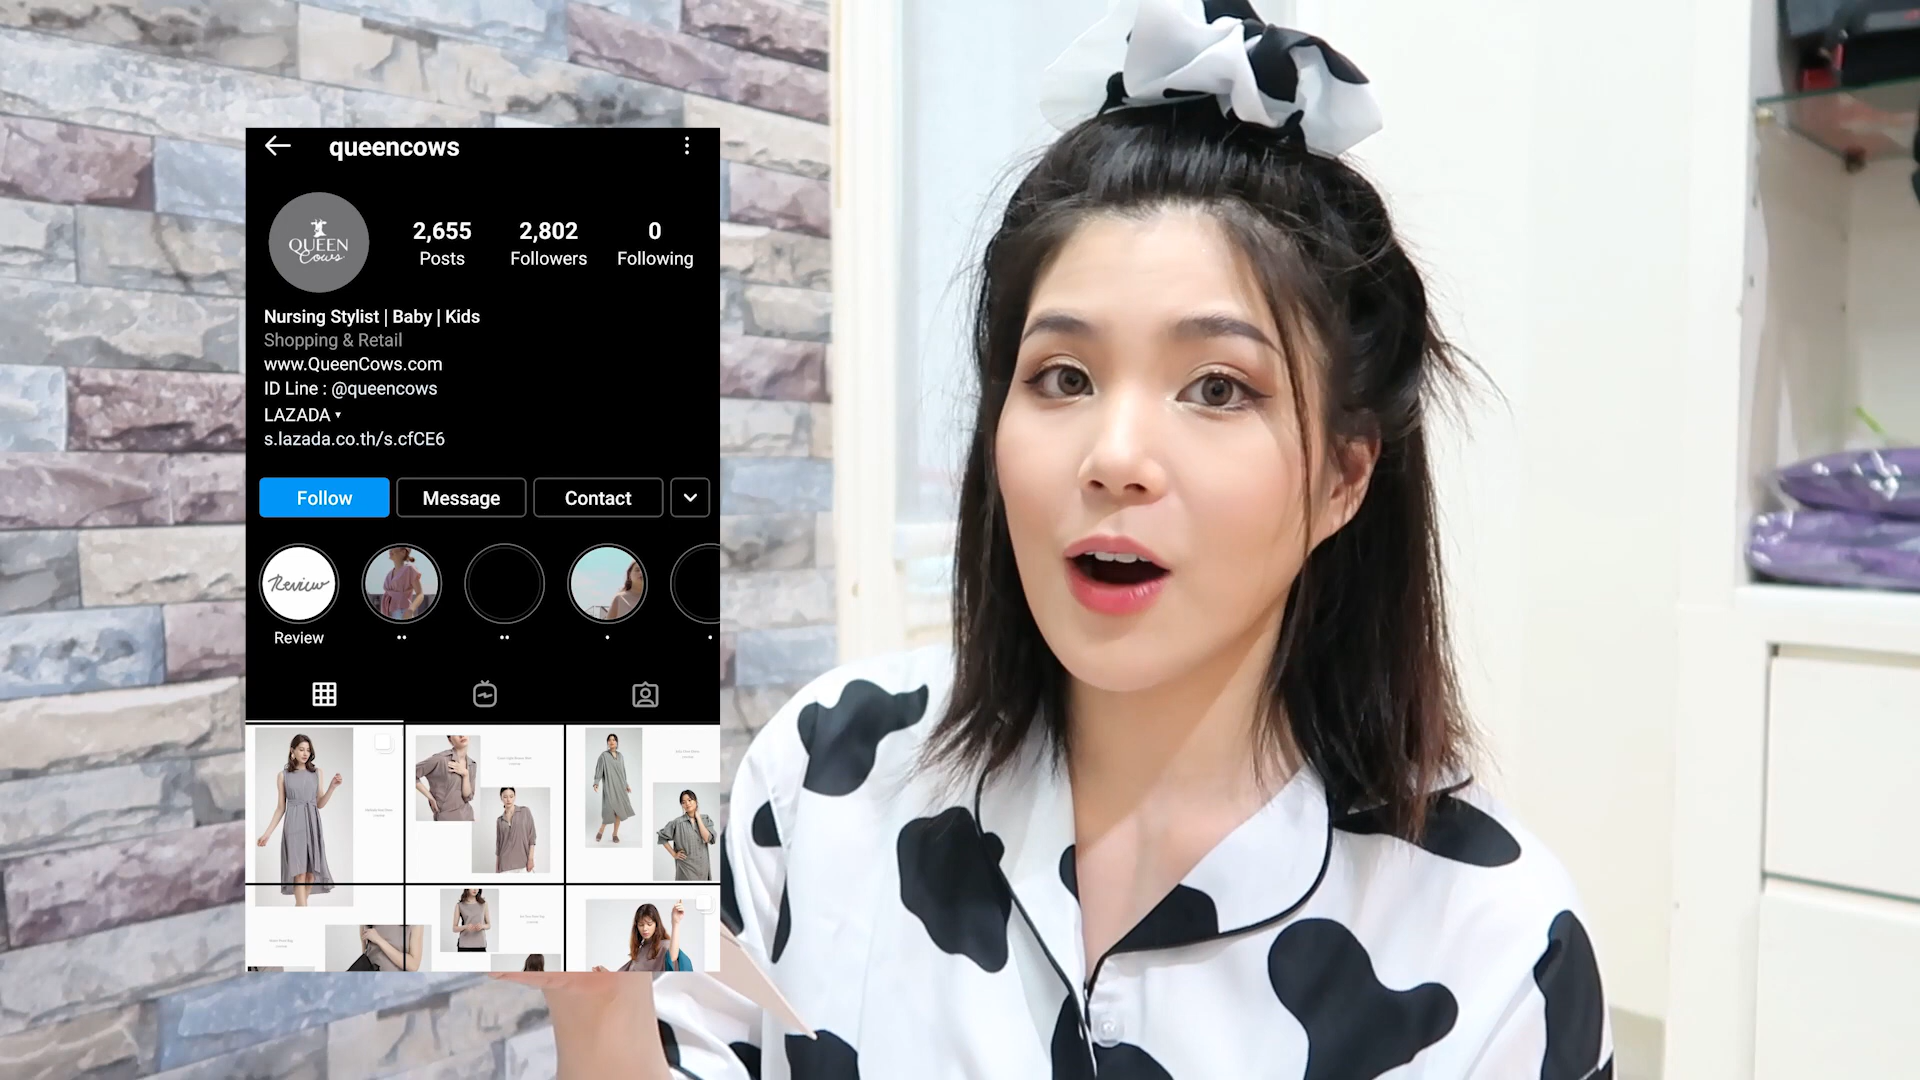 queencows
QUEEN
Cows
2,655
Posts
2,802
Followers
0
Following
Nursing Stylist | Baby | Kids
Shopping & Retail
www.QueenCows.com
ID Line : @queencows
LAZADA ▾
s.lazada.co.th/s.cfCE6
Follow
Message
Contact
Review
Review